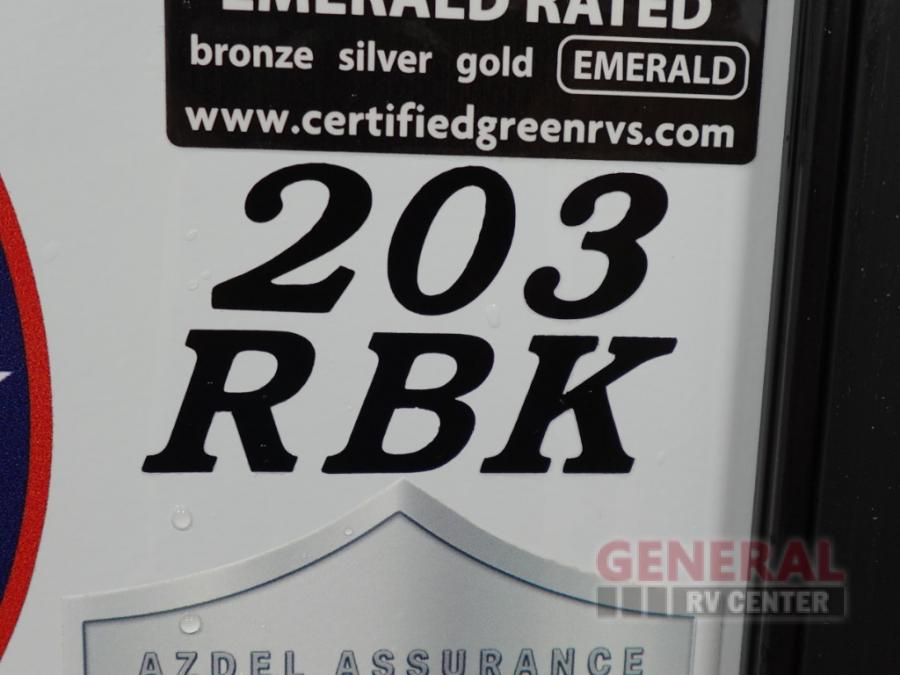 EMERALD RATED
bronze silver gold EMERALD
www.certifiedgreenrvs.com
203
RBK
AZDEL ASSURANCE
GENERAL
RV CENTER